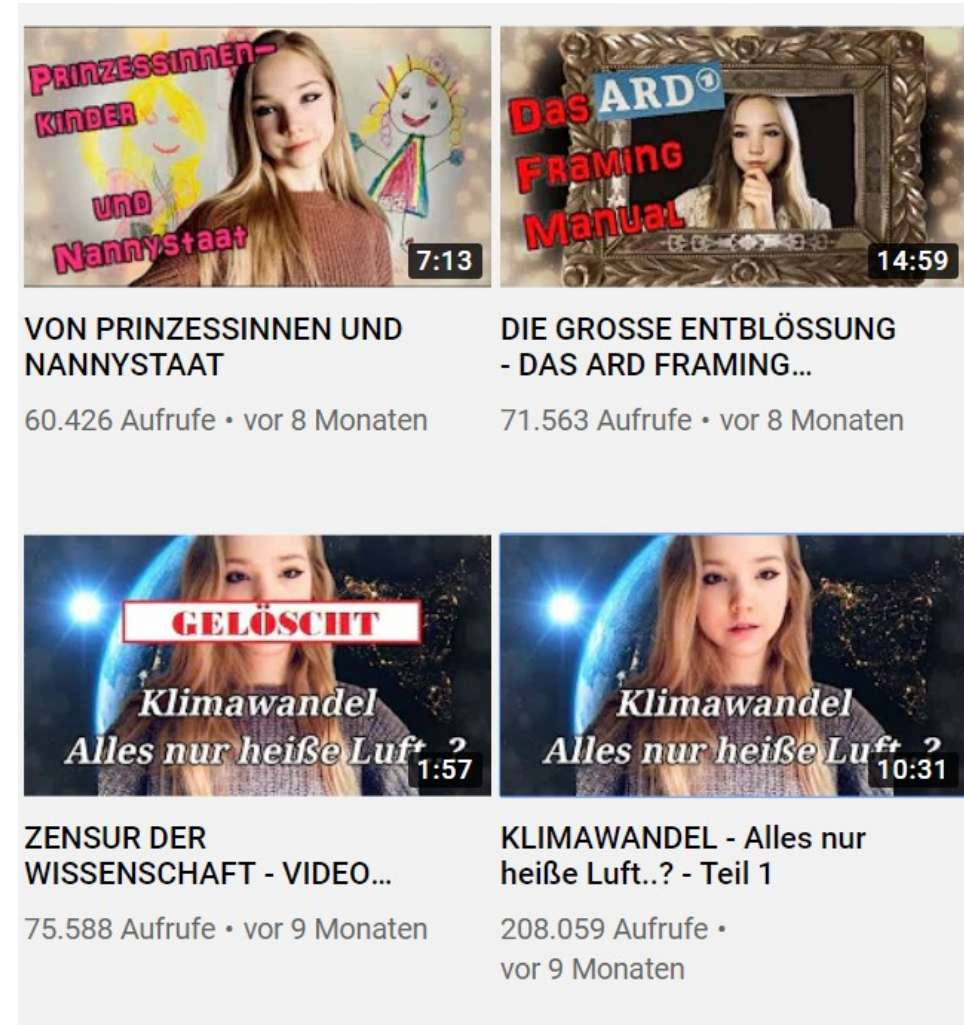 PRINZESSINNEN-
KINDER
UND
NANNYSTAAT
7:13
VON PRINZESSINNEN UND
NANNYSTAAT
60.426 Aufrufe • vor 8 Monaten
Das ARD
FRAMING
MANUAL
14:59
DIE GROSSE ENTBLÖSSUNG
- DAS ARD FRAMING...
71.563 Aufrufe • vor 8 Monaten
GELÖSCHT
Klimawandel
Alles nur heiße Luft..?
1:57
ZENSUR DER
WISSENSCHAFT - VIDEO...
75.588 Aufrufe • vor 9 Monaten
Klimawandel
Alles nur heiße Luft..?
10:31
KLIMAWANDEL - Alles nur
heiße Luft..? - Teil 1
208.059 Aufrufe •
vor 9 Monaten